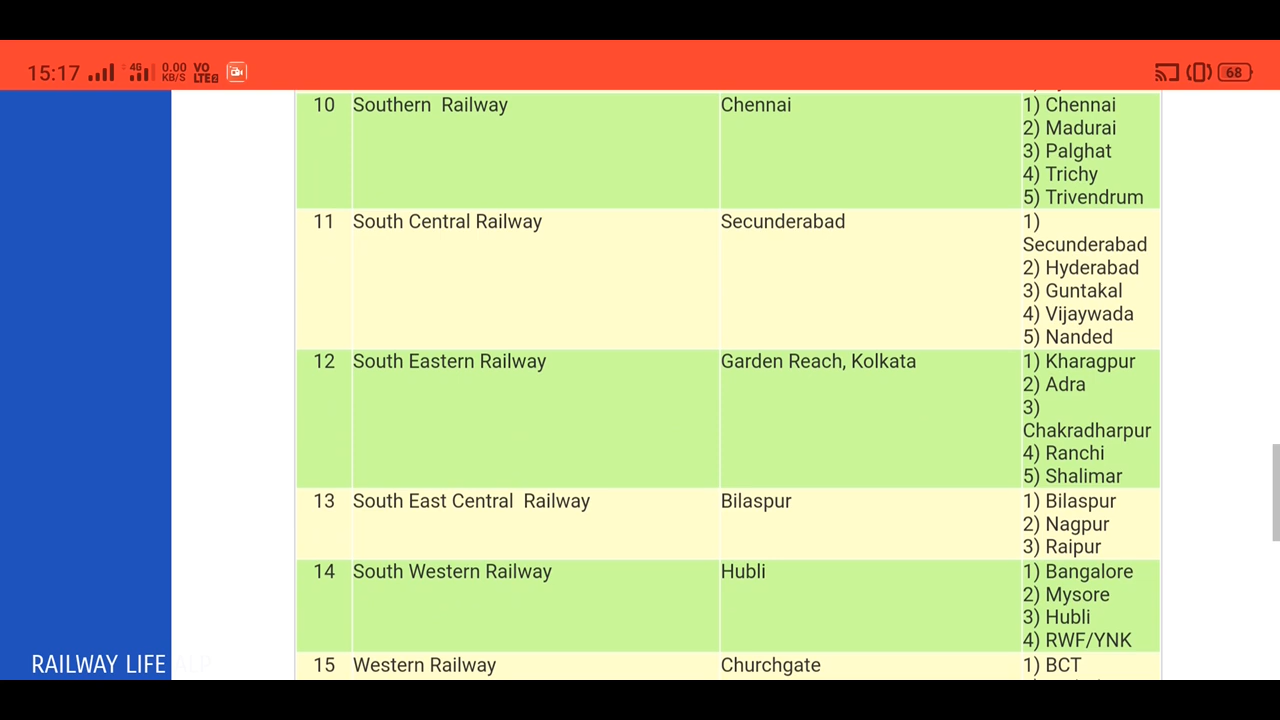 15:17 4G 0.00 KB/S VO LTE2 68
10 Southern Railway Chennai 1) Chennai
2) Madurai
3) Palghat
4) Trichy
5) Trivendrum
11 South Central Railway Secunderabad 1)
Secunderabad
2) Hyderabad
3) Guntakal
4) Vijaywada
5) Nanded
12 South Eastern Railway Garden Reach, Kolkata 1) Kharagpur
2) Adra
3)
Chakradharpur
4) Ranchi
5) Shalimar
13 South East Central Railway Bilaspur 1) Bilaspur
2) Nagpur
3) Raipur
14 South Western Railway Hubli 1) Bangalore
2) Mysore
3) Hubli
4) RWF/YNK
15 Western Railway Churchgate 1) BCT
RAILWAY LIFE ALP